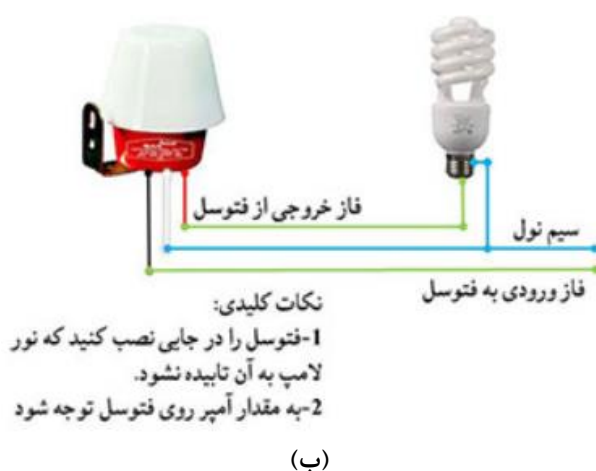 فاز خروجی از فتوسل
سیم نول
فاز ورودی به فتوسل
نکات کلیدی:
1-فتوسل را در جایی نصب کنید که نور
لامپ به آن تابیده نشود.
2-به مقدار آمپر روی فتوسل توجه شود
(ب)